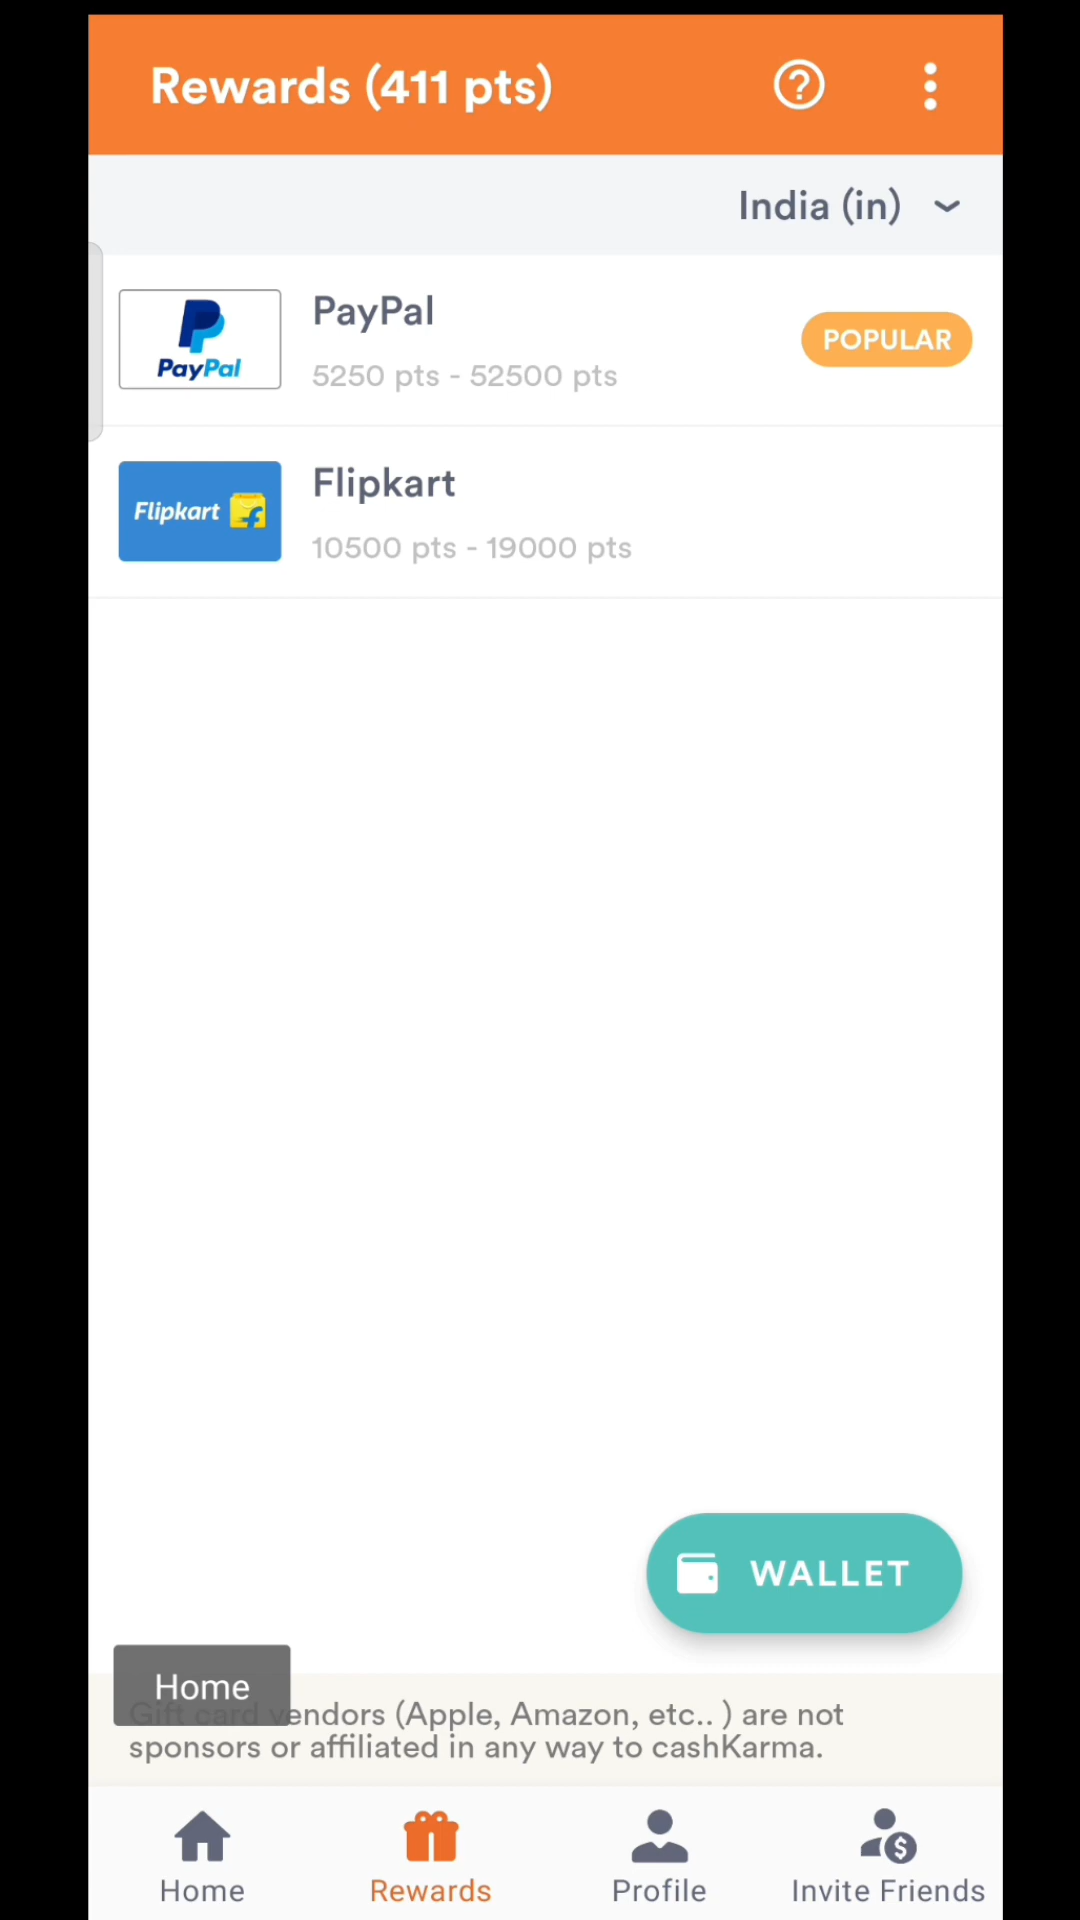 Rewards (411 pts)
India (in)
PayPal
PayPal
POPULAR
5250 pts - 52500 pts
Flipkart
Flipkart
10500 pts - 19000 pts
WALLET
Home
Gift card vendors (Apple, Amazon, etc.. ) are not
sponsors or affiliated in any way to cashKarma.
Home
Rewards
Profile
Invite Friends